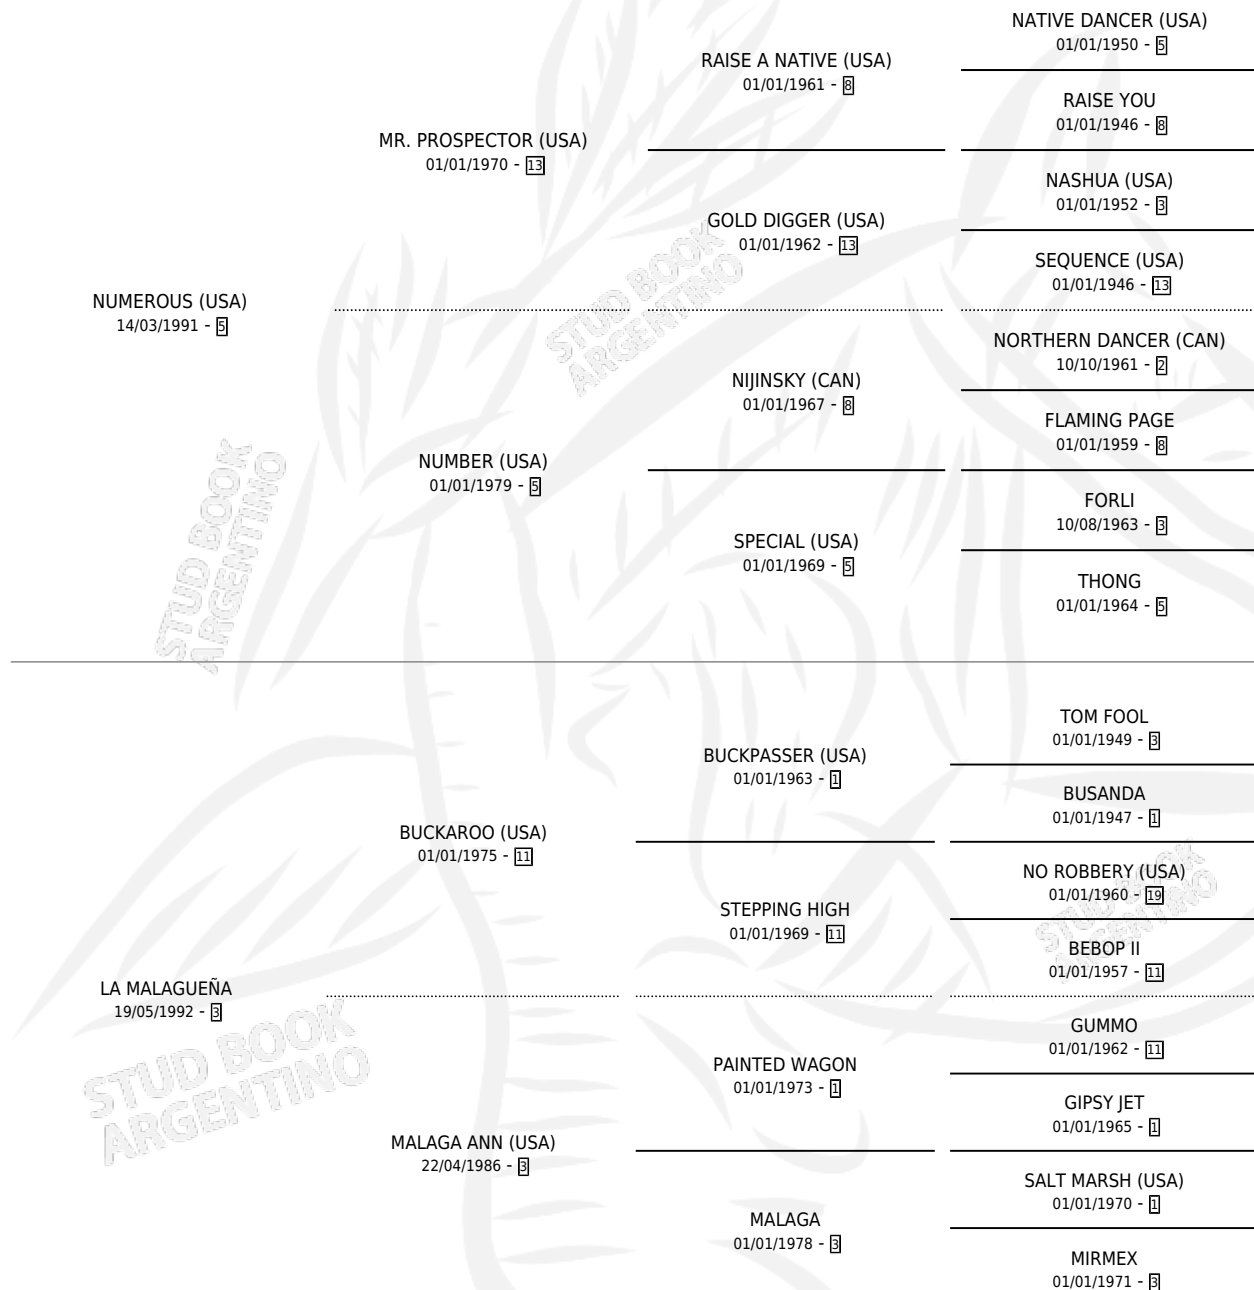 NATIVE DANCER (USA)
01/01/1950 - 5
RAISE A NATIVE (USA)
01/01/1961 - 8
RAISE YOU
01/01/1946 - 8
MR. PROSPECTOR (USA)
01/01/1970 - 13
NASHUA (USA)
01/01/1952 - 3
GOLD DIGGER (USA)
01/01/1962 - 13
SEQUENCE (USA)
01/01/1946 - 13
NUMEROUS (USA)
14/03/1991 - 5
STUD BOOK
ARGENTINO
NORTHERN DANCER (CAN)
10/10/1961 - 2
NIJINSKY (CAN)
01/01/1967 - 8
FLAMING PAGE
01/01/1959 - 8
NUMBER (USA)
01/01/1979 - 5
FORLI
10/08/1963 - 3
SPECIAL (USA)
01/01/1969 - 5
THONG
01/01/1964 - 5
STUD BOOK
ARGENTINO
TOM FOOL
01/01/1949 - 3
BUCKPASSER (USA)
01/01/1963 - 1
BUSANDA
01/01/1947 - 1
BUCKAROO (USA)
01/01/1975 - 11
NO ROBBERY (USA)
01/01/1960 - 19
STEPPING HIGH
01/01/1969 - 11
BEBOP II
01/01/1957 - 11
STUD BOOK
ARGENTINO
LA MALAGUEÑA
19/05/1992 - 3
STUD BOOK
ARGENTINO
GUMMO
01/01/1962 - 11
PAINTED WAGON
01/01/1973 - 1
GIPSY JET
01/01/1965 - 1
MALAGA ANN (USA)
22/04/1986 - 3
SALT MARSH (USA)
01/01/1970 - 1
MALAGA
01/01/1978 - 3
MIRMEX
01/01/1971 - 3